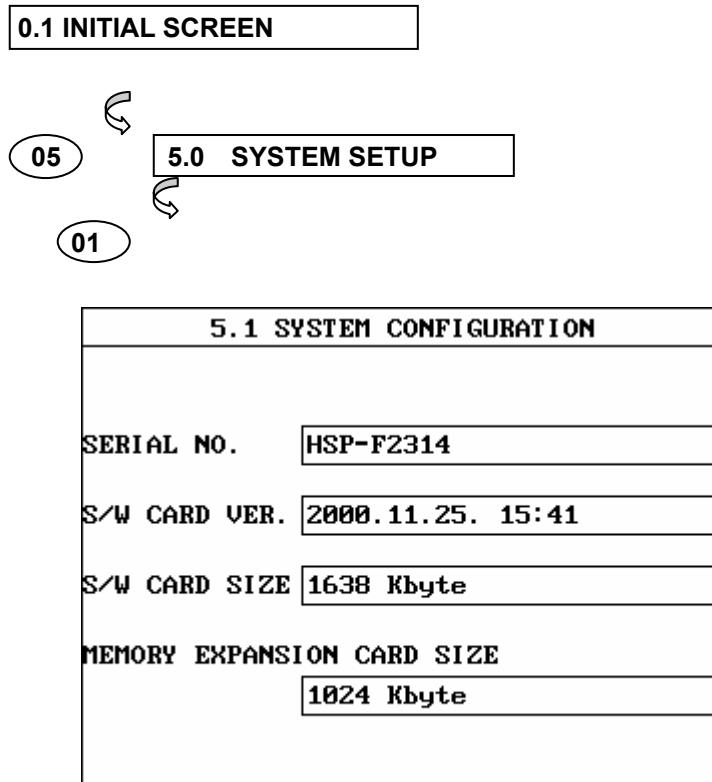 0.1 INITIAL SCREEN
05
5.0 SYSTEM SETUP
01
5.1 SYSTEM CONFIGURATION
SERIAL NO. HSP-F2314
S/W CARD VER. 2000.11.25. 15:41
S/W CARD SIZE 1638 Kbyte
MEMORY EXPANSION CARD SIZE
1024 Kbyte